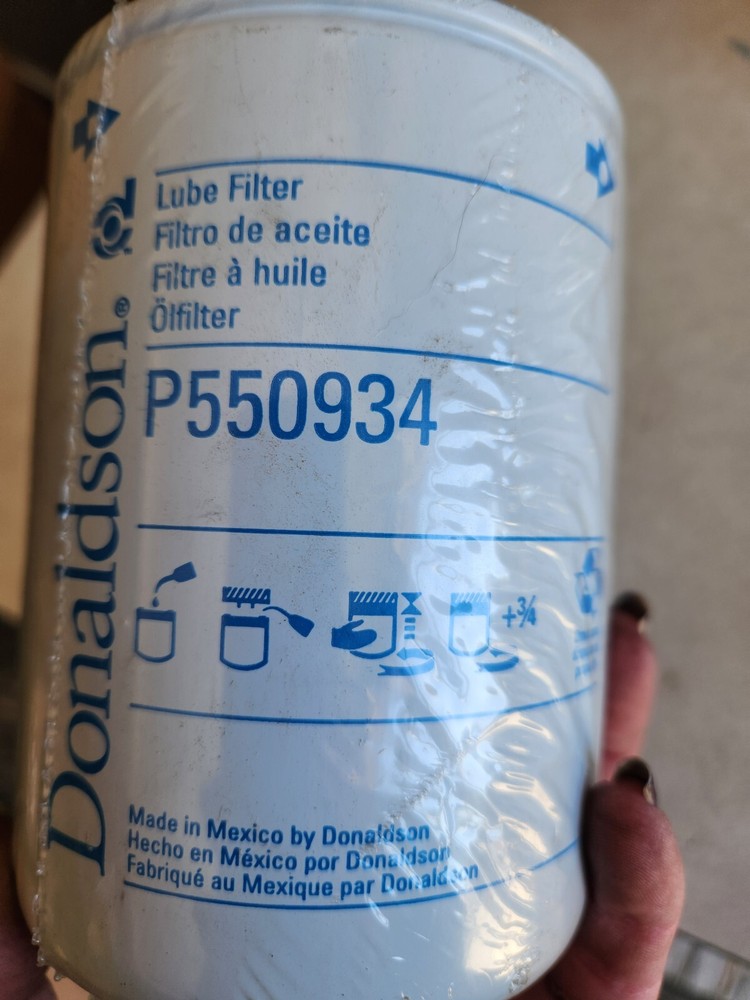 Lube Filter
Filtro de aceite
Filtre à huile
Ölfilter
P550934
+¾
Made in Mexico by Donaldson
Hecho en México por Donaldson
Fabriqué au Mexique par Donaldson
Donaldson®